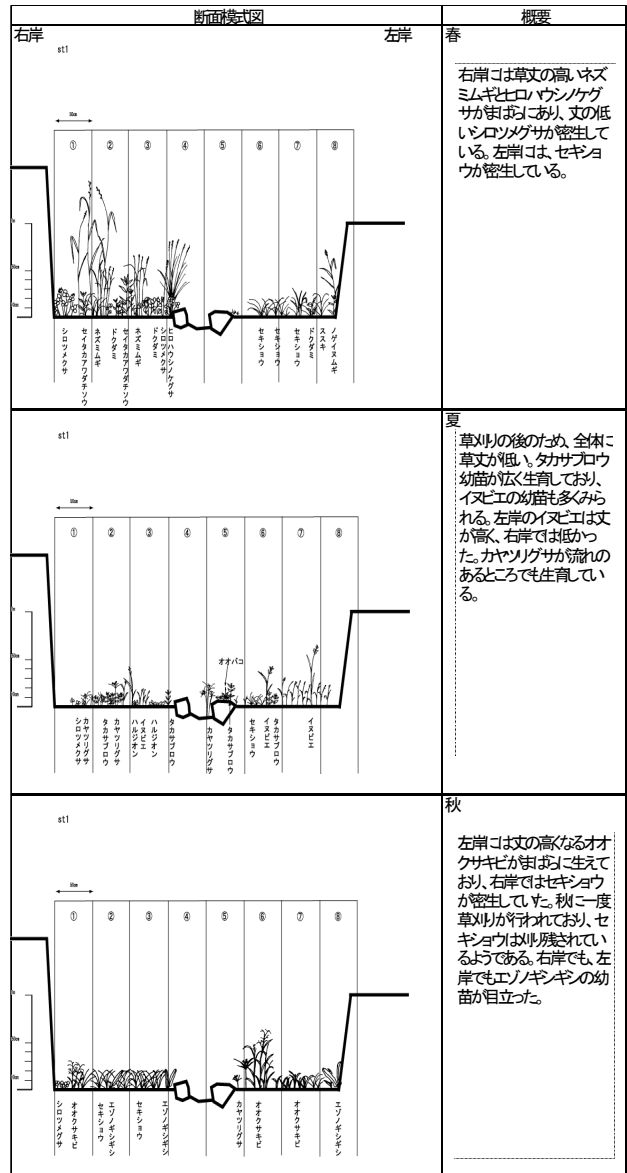 断面模式図
概要
右岸
左岸
st1
50cm
①
②
③
④
⑤
⑥
⑦
⑧
シロツメクサ
セイタカアワダチソウ
ネズミムギ
ドクダミ
セイタカアワダチソウ
ネズミムギ
ドクダミ
シロツメクサ
ヒロハウシノケグサ
セキショウ
セキショウ
セキショウ
ドクダミ
ススキ
ノゲイヌムギ
春
右岸には草丈の高いネズ
ミムギとヒロハウシノケグ
サがまばらにあり、丈の低
いシロツメグサが密生して
いる。左岸には、セキショ
ウが密生している。
st1
50cm
①
②
③
④
⑤
⑥
⑦
⑧
オオバコ
シロツメクサ
カヤツリグサ
タカサブロウ
カヤツリグサ
ハルジオン
イヌビエ
ハルジオン
タカサブロウ
カヤツリグサ
タカサブロウ
セキショウ
イヌビエ
タカサブロウ
イヌビエ
夏
草刈りの後のため、全体に
草丈が低い。タカサブロウ
幼苗が広く生育しており、
イヌビエの幼苗も多くみら
れる。左岸のイヌビエは丈
が高く、右岸では低かっ
た。カヤツリグサが流れの
あるところでも生育してい
る。
st1
50cm
①
②
③
④
⑤
⑥
⑦
⑧
シロツメグサ
オオクサキビ
エゾノギシギシ
セキショウ
セキショウ
エゾノギシギシ
カヤツリグサ
オオクサキビ
オオクサキビ
エゾノギシギシ
秋
左岸には丈の高くなるオオ
クサキビがまばらに生えて
おり、右岸ではセキショウ
が密生していた。秋に一度
草刈りが行われており、セ
キショウは刈り残されてい
るようである。右岸でも、左
岸でもエゾノギシギシの幼
苗が目立った。